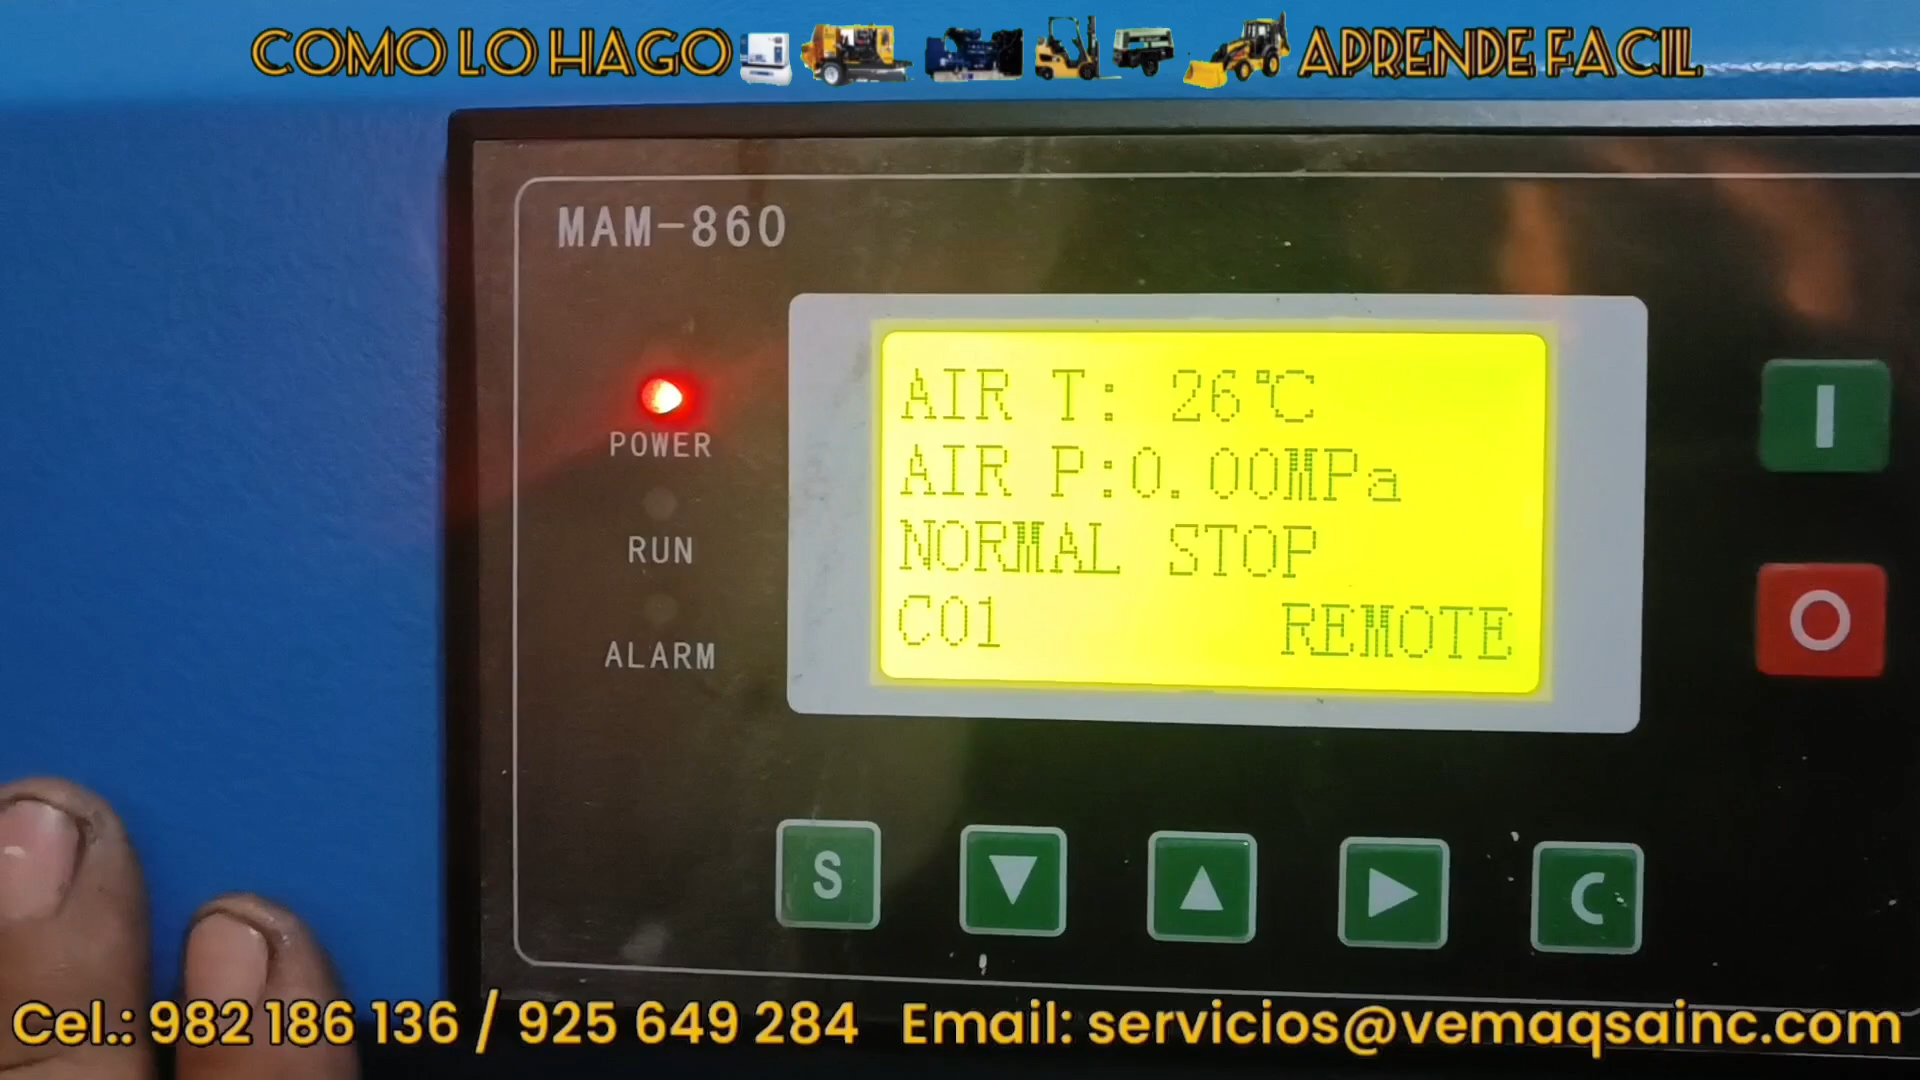 COMO LO HAGO APRENDE FACIL
MAM-860
POWER
RUN
ALARM
AIR T: 26℃
AIR P:0.00MPa
NORMAL STOP
C01 REMOTE
S
C
Cel.: 982 186 136 / 925 649 284 Email: servicios@vemaqsainc.com